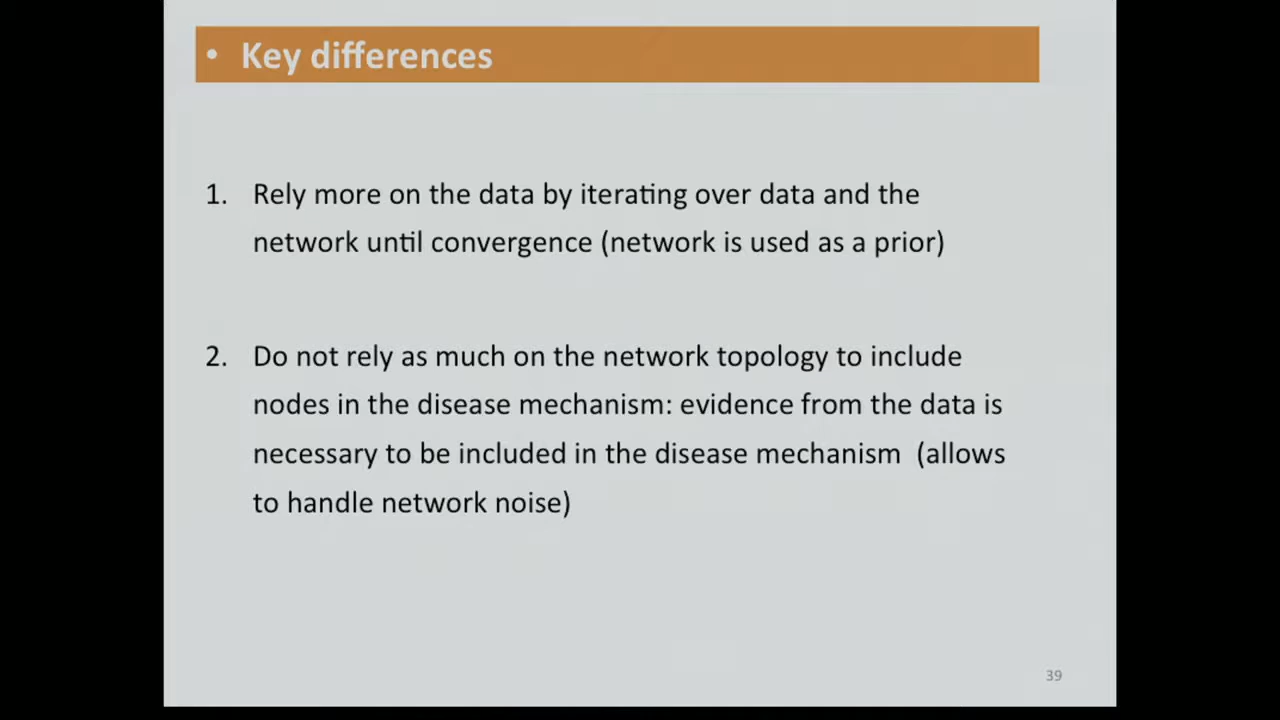 • Key differences
1. Rely more on the data by iterating over data and the
network until convergence (network is used as a prior)
2. Do not rely as much on the network topology to include
nodes in the disease mechanism: evidence from the data is
necessary to be included in the disease mechanism (allows
to handle network noise)
39